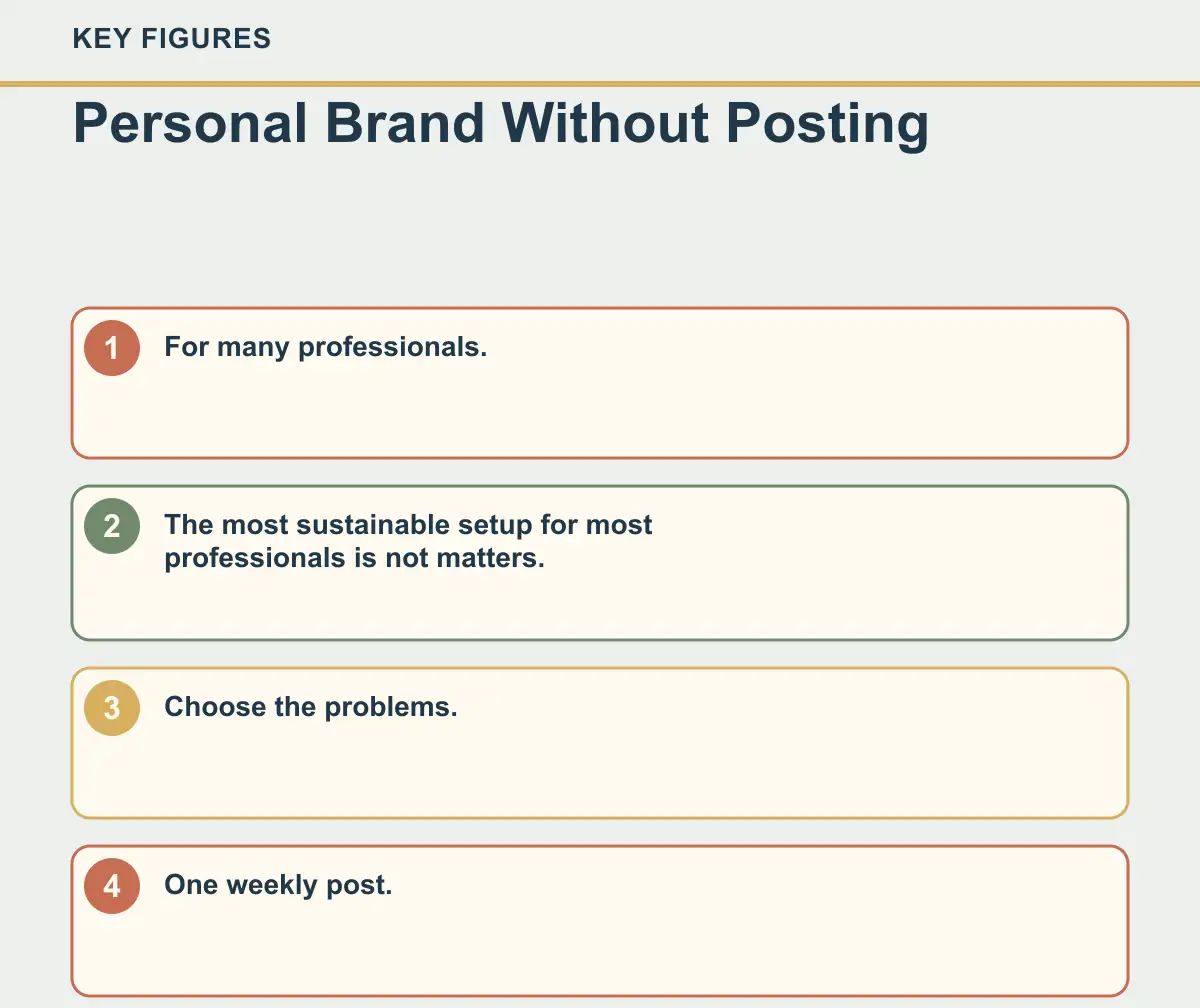 KEY FIGURES
Personal Brand Without Posting
1
For many professionals.
2
The most sustainable setup for most
professionals is not matters.
3
Choose the problems.
4
One weekly post.